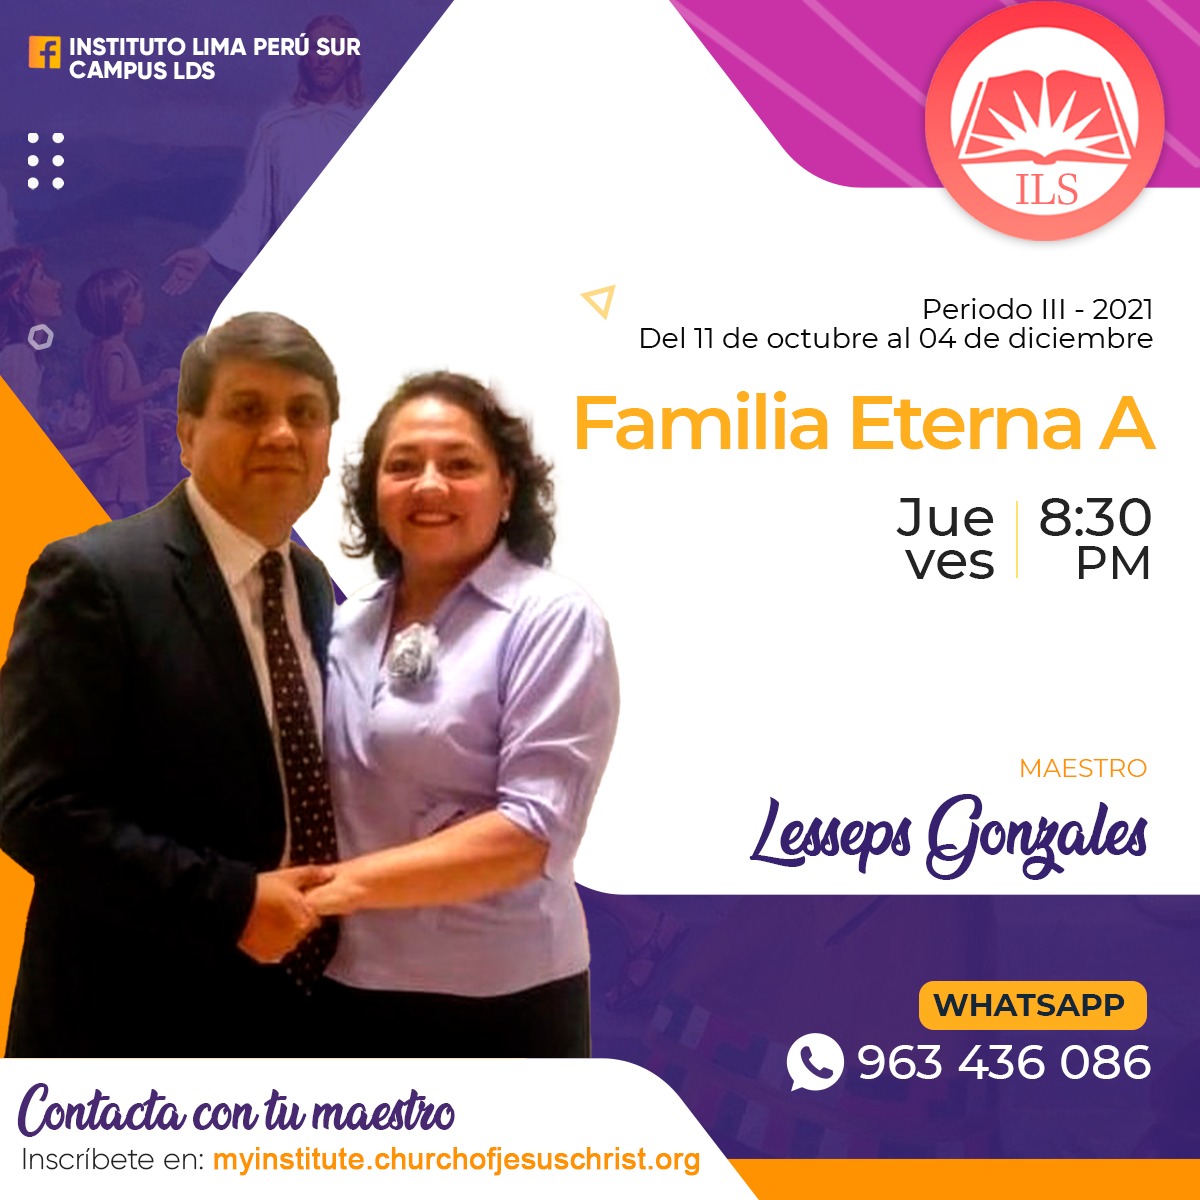 INSTITUTO LIMA PERÚ SUR
CAMPUS LDS
ILS
Periodo III - 2021
Del 11 de octubre al 04 de diciembre
Familia Eterna A
Jue
ves
8:30
PM
MAESTRO
Lesseps Gonzales
WHATSAPP
963 436 086
Contacta con tu maestro
Inscríbete en: myinstitute.churchofjesuschrist.org